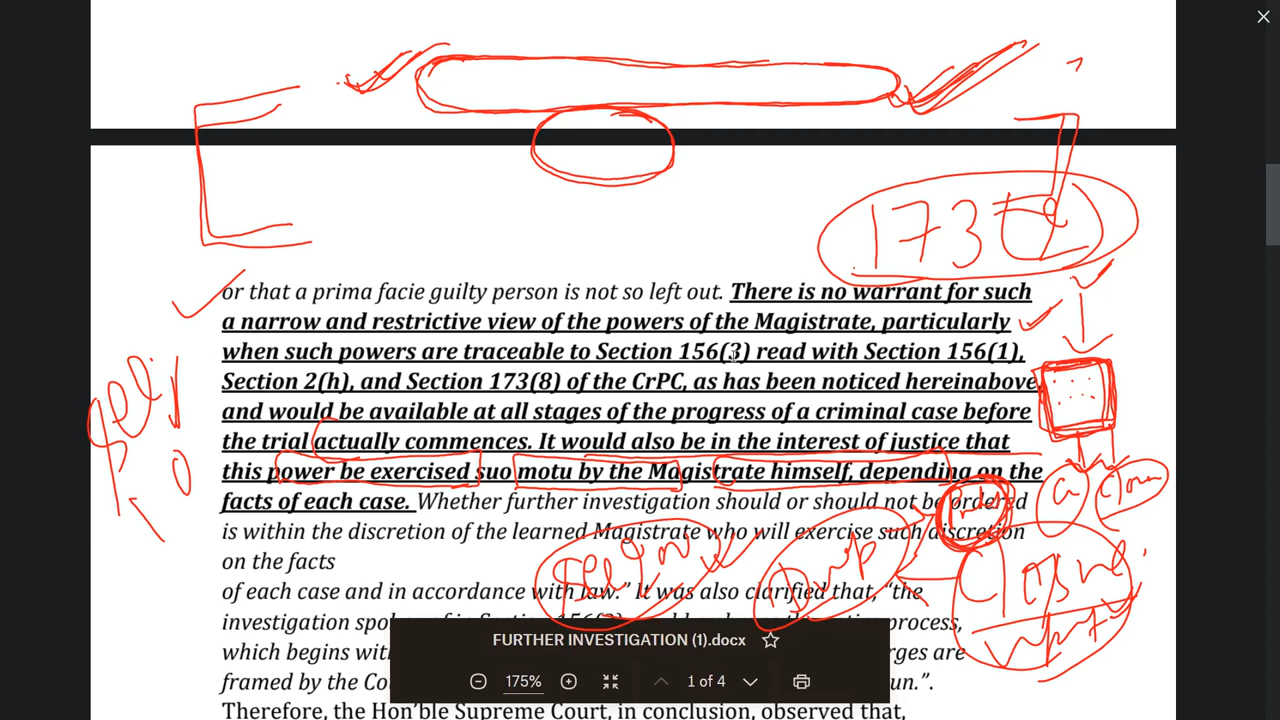 173
or that a prima facie guilty person is not so left out. There is no warrant for such
a narrow and restrictive view of the powers of the Magistrate, particularly
when such powers are traceable to Section 156(3) read with Section 156(1),
Section 2(h), and Section 173(8) of the CrPC, as has been noticed hereinabove,
and would be available at all stages of the progress of a criminal case before
the trial actually commences. It would also be in the interest of justice that
this power be exercised suo motu by the Magistrate himself, depending on the
facts of each case. Whether further investigation should or should not be ordered
is within the discretion of the learned Magistrate who will exercise such discretion
on the facts
of each case and in accordance with law.” It was also clarified that, “the
investigation
process,
which begins
are
framed by the
Therefore, the Hon’ble Supreme Court, in conclusion, observed that,
FURTHER INVESTIGATION (1).docx
175%
1 of 4